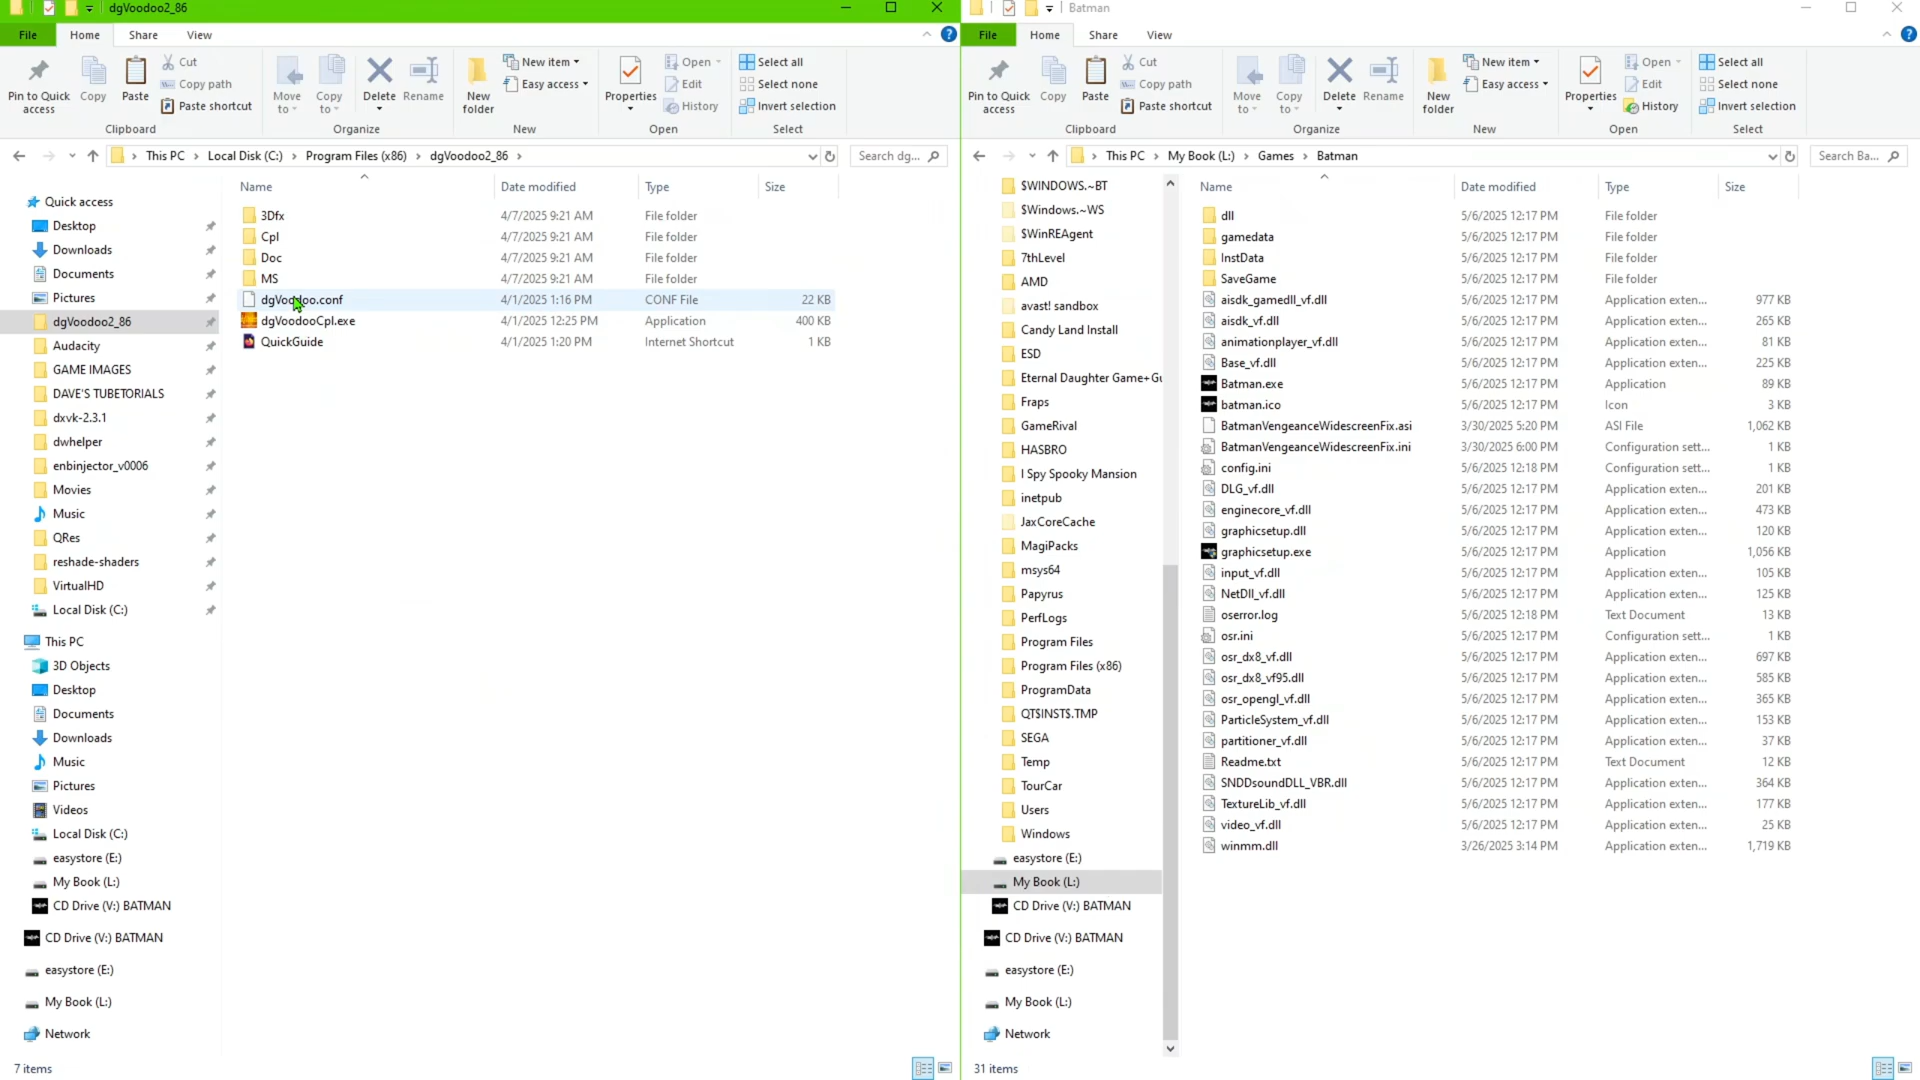 dgVoodoo2_86
File
Home
Share
View
Pin to Quick access
Copy
Paste
Cut
Copy path
Paste shortcut
Clipboard
Move to
Copy to
Delete
Rename
Organize
New folder
New item
Easy access
New
Properties
Open
Edit
History
Open
Select all
Select none
Invert selection
Select
This PC > Local Disk (C:) > Program Files (x86) > dgVoodoo2_86 >
Search dg...
Quick access
Desktop
Downloads
Documents
Pictures
dgVoodoo2_86
Audacity
GAME IMAGES
DAVE'S TUBETORIALS
dxvk-2.3.1
dwhelper
enbinjector_v0006
Movies
Music
QRes
reshade-shaders
VirtualHD
Local Disk (C:)
This PC
3D Objects
Desktop
Documents
Downloads
Music
Pictures
Videos
Local Disk (C:)
easystore (E:)
My Book (L:)
CD Drive (V:) BATMAN
CD Drive (V:) BATMAN
easystore (E:)
My Book (L:)
Network
Name Date modified Type Size
3Dfx 4/7/2025 9:21 AM File folder
Cpl 4/7/2025 9:21 AM File folder
Doc 4/7/2025 9:21 AM File folder
MS 4/7/2025 9:21 AM File folder
dgVoodoo.conf 4/1/2025 1:16 PM CONF File 22 KB
dgVoodooCpl.exe 4/1/2025 12:25 PM Application 400 KB
QuickGuide 4/1/2025 1:20 PM Internet Shortcut 1 KB
7 items
Batman
File
Home
Share
View
Pin to Quick access
Copy
Paste
Cut
Copy path
Paste shortcut
Clipboard
Move to
Copy to
Delete
Rename
Organize
New folder
New item
Easy access
New
Properties
Open
Edit
History
Open
Select all
Select none
Invert selection
Select
This PC > My Book (L:) > Games > Batman
Search Ba...
$WINDOWS.~BT
$Windows.~WS
$WinREAgent
7thLevel
AMD
avast! sandbox
Candy Land Install
ESD
Eternal Daughter Game+Gu
Fraps
GameRival
HASBRO
I Spy Spooky Mansion
inetpub
JaxCoreCache
MagiPacks
msys64
Papyrus
PerfLogs
Program Files
Program Files (x86)
ProgramData
QT$INST$.TMP
SEGA
Temp
TourCar
Users
Windows
easystore (E:)
My Book (L:)
CD Drive (V:) BATMAN
CD Drive (V:) BATMAN
easystore (E:)
My Book (L:)
Network
Name Date modified Type Size
dll 5/6/2025 12:17 PM File folder
gamedata 5/6/2025 12:17 PM File folder
InstData 5/6/2025 12:17 PM File folder
SaveGame 5/6/2025 12:17 PM File folder
aisdk_gamedll_vf.dll 5/6/2025 12:17 PM Application exten... 977 KB
aisdk_vf.dll 5/6/2025 12:17 PM Application exten... 265 KB
animationplayer_vf.dll 5/6/2025 12:17 PM Application exten... 81 KB
Base_vf.dll 5/6/2025 12:17 PM Application exten... 225 KB
Batman.exe 5/6/2025 12:17 PM Application 89 KB
batman.ico 5/6/2025 12:17 PM Icon 3 KB
BatmanVengeanceWidescreenFix.asi 3/30/2025 5:20 PM ASI File 1,062 KB
BatmanVengeanceWidescreenFix.ini 3/30/2025 6:00 PM Configuration sett... 1 KB
config.ini 5/6/2025 12:18 PM Configuration sett... 1 KB
DLG_vf.dll 5/6/2025 12:17 PM Application exten... 201 KB
enginecore_vf.dll 5/6/2025 12:17 PM Application exten... 473 KB
graphicsetup.dll 5/6/2025 12:17 PM Application exten... 120 KB
graphicsetup.exe 5/6/2025 12:17 PM Application 1,056 KB
input_vf.dll 5/6/2025 12:17 PM Application exten... 105 KB
NetDll_vf.dll 5/6/2025 12:17 PM Application exten... 125 KB
oserror.log 5/6/2025 12:18 PM Text Document 13 KB
osr.ini 5/6/2025 12:17 PM Configuration sett... 1 KB
osr_dx8_vf.dll 5/6/2025 12:17 PM Application exten... 697 KB
osr_dx8_vf95.dll 5/6/2025 12:17 PM Application exten... 585 KB
osr_opengl_vf.dll 5/6/2025 12:17 PM Application exten... 365 KB
ParticleSystem_vf.dll 5/6/2025 12:17 PM Application exten... 153 KB
partitioner_vf.dll 5/6/2025 12:17 PM Application exten... 37 KB
Readme.txt 5/6/2025 12:17 PM Text Document 12 KB
SNDDsoundDLL_VBR.dll 5/6/2025 12:17 PM Application exten... 364 KB
TextureLib_vf.dll 5/6/2025 12:17 PM Application exten... 177 KB
video_vf.dll 5/6/2025 12:17 PM Application exten... 25 KB
winmm.dll 3/26/2025 3:14 PM Application exten... 1,719 KB
31 items